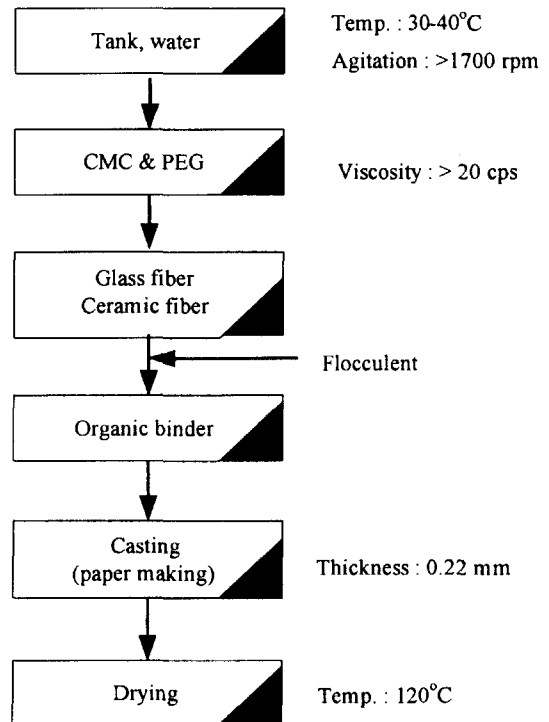 Tank, water
Temp. : 30-40°C
Agitation : >1700 rpm
CMC & PEG
Viscosity : > 20 cps
Glass fiber
Ceramic fiber
Flocculent
Organic binder
Casting
(paper making)
Thickness : 0.22 mm
Drying
Temp. : 120°C